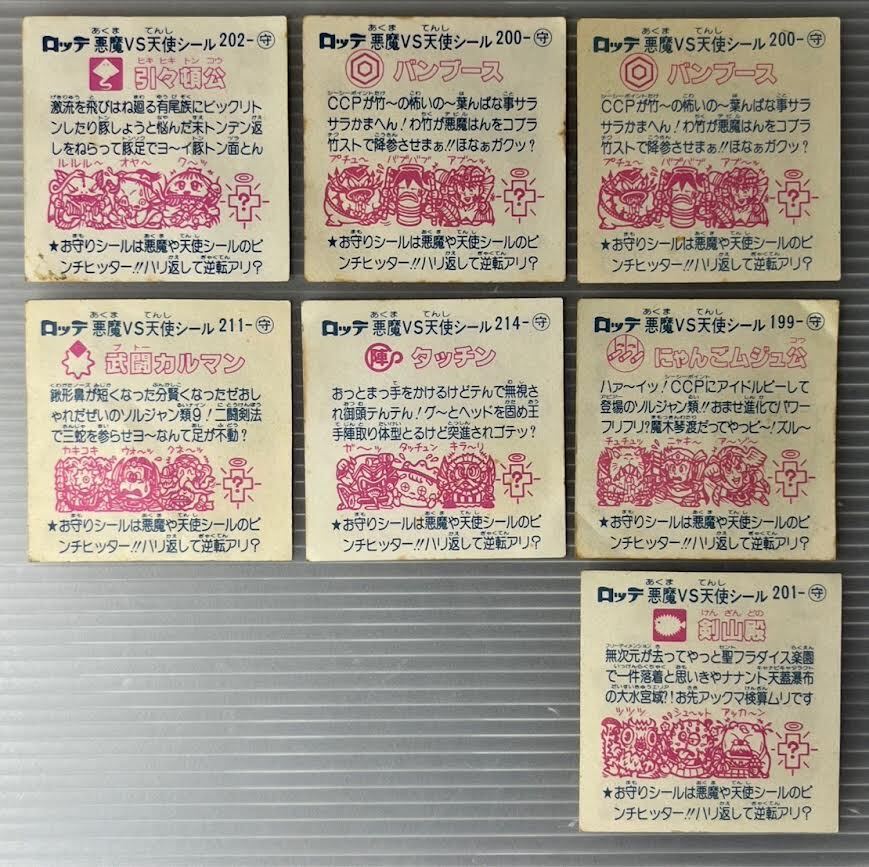 ロッテ 悪魔VS天使シール 202-守
引々頓公
激流を飛びはね廻る有尾族にビックリト
ンしたり豚しようと悩んだ末トンデン返
しをねらって豚足でヨ〜イ豚トン面とん
ルルル〜 オヤ〜 ク〜ッ
★お守りシールは悪魔や天使シールのピ
ンチヒッター!!ハリ返して逆転アリ?
ロッテ 悪魔VS天使シール 200-守
バンブース
CCPが竹〜の怖いの〜葉んぱな事サラ
サラかまへん!わ竹が悪魔はんをコブラ
竹ストで降参させまぁ!!ほなぁガクッ?
プチュ〜 バブバブ アブ〜ッ
★お守りシールは悪魔や天使シールのピ
ンチヒッター!!ハリ返して逆転アリ?
ロッテ 悪魔VS天使シール 200-守
バンブース
CCPが竹〜の怖いの〜葉んぱな事サラ
サラかまへん!わ竹が悪魔はんをコブラ
竹ストで降参させまぁ!!ほなぁガクッ?
プチュ〜 バブバブ アブ〜ッ
★お守りシールは悪魔や天使シールのピ
ンチヒッター!!ハリ返して逆転アリ?
ロッテ 悪魔VS天使シール 211-守
武闘カルマン
鍬形鼻が短くなった分賢くなったぜおし
ゃれだぜいのソルジャン類9!二闘剣法
で三蛇を参らせヨ〜なんて足が不動?
カキコキ ウオ〜ッ クネ〜ッ
★お守りシールは悪魔や天使シールのピ
ンチヒッター!!ハリ返して逆転アリ?
ロッテ 悪魔VS天使シール 214-守
タッチン
おっとまっ手をかけるけどテんで無視さ
れ御頭テんテん!グ〜とヘッドを固め王
手陣取り体型とるけど突進されゴテッ?
ガ〜ッ タッチュン キラ〜リ
★お守りシールは悪魔や天使シールのピ
ンチヒッター!!ハリ返して逆転アリ?
ロッテ 悪魔VS天使シール 199-守
にゃんこムジュ公
ハァ〜イッ!CCPにアイドルピーして
登場のソルジャン類!!おませ進化でパワー
フリフリ?魔木琴渡だってやっピ〜!ズル〜
チュチュッ ニャキ〜 ア〜ゾ〜
★お守りシールは悪魔や天使シールのピ
ンチヒッター!!ハリ返して逆転アリ?
ロッテ 悪魔VS天使シール 201-守
剣山殿
無次元が去ってやっと聖フラダイス楽園
で一件落着と思いきやナナント天蓋瀑布
の大水宮域?!お先アックマ検算ムリです
ツツツ シュ〜ット アッカ〜ン
★お守りシールは悪魔や天使シールのピ
ンチヒッター!!ハリ返して逆転アリ?